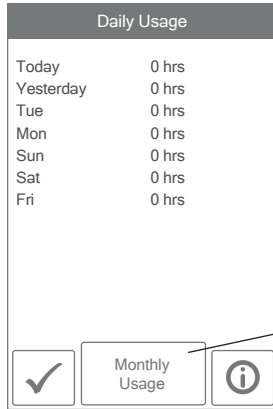 Daily Usage
Today 0 hrs
Yesterday 0 hrs
Tue 0 hrs
Mon 0 hrs
Sun 0 hrs
Sat 0 hrs
Fri 0 hrs
Monthly
Usage